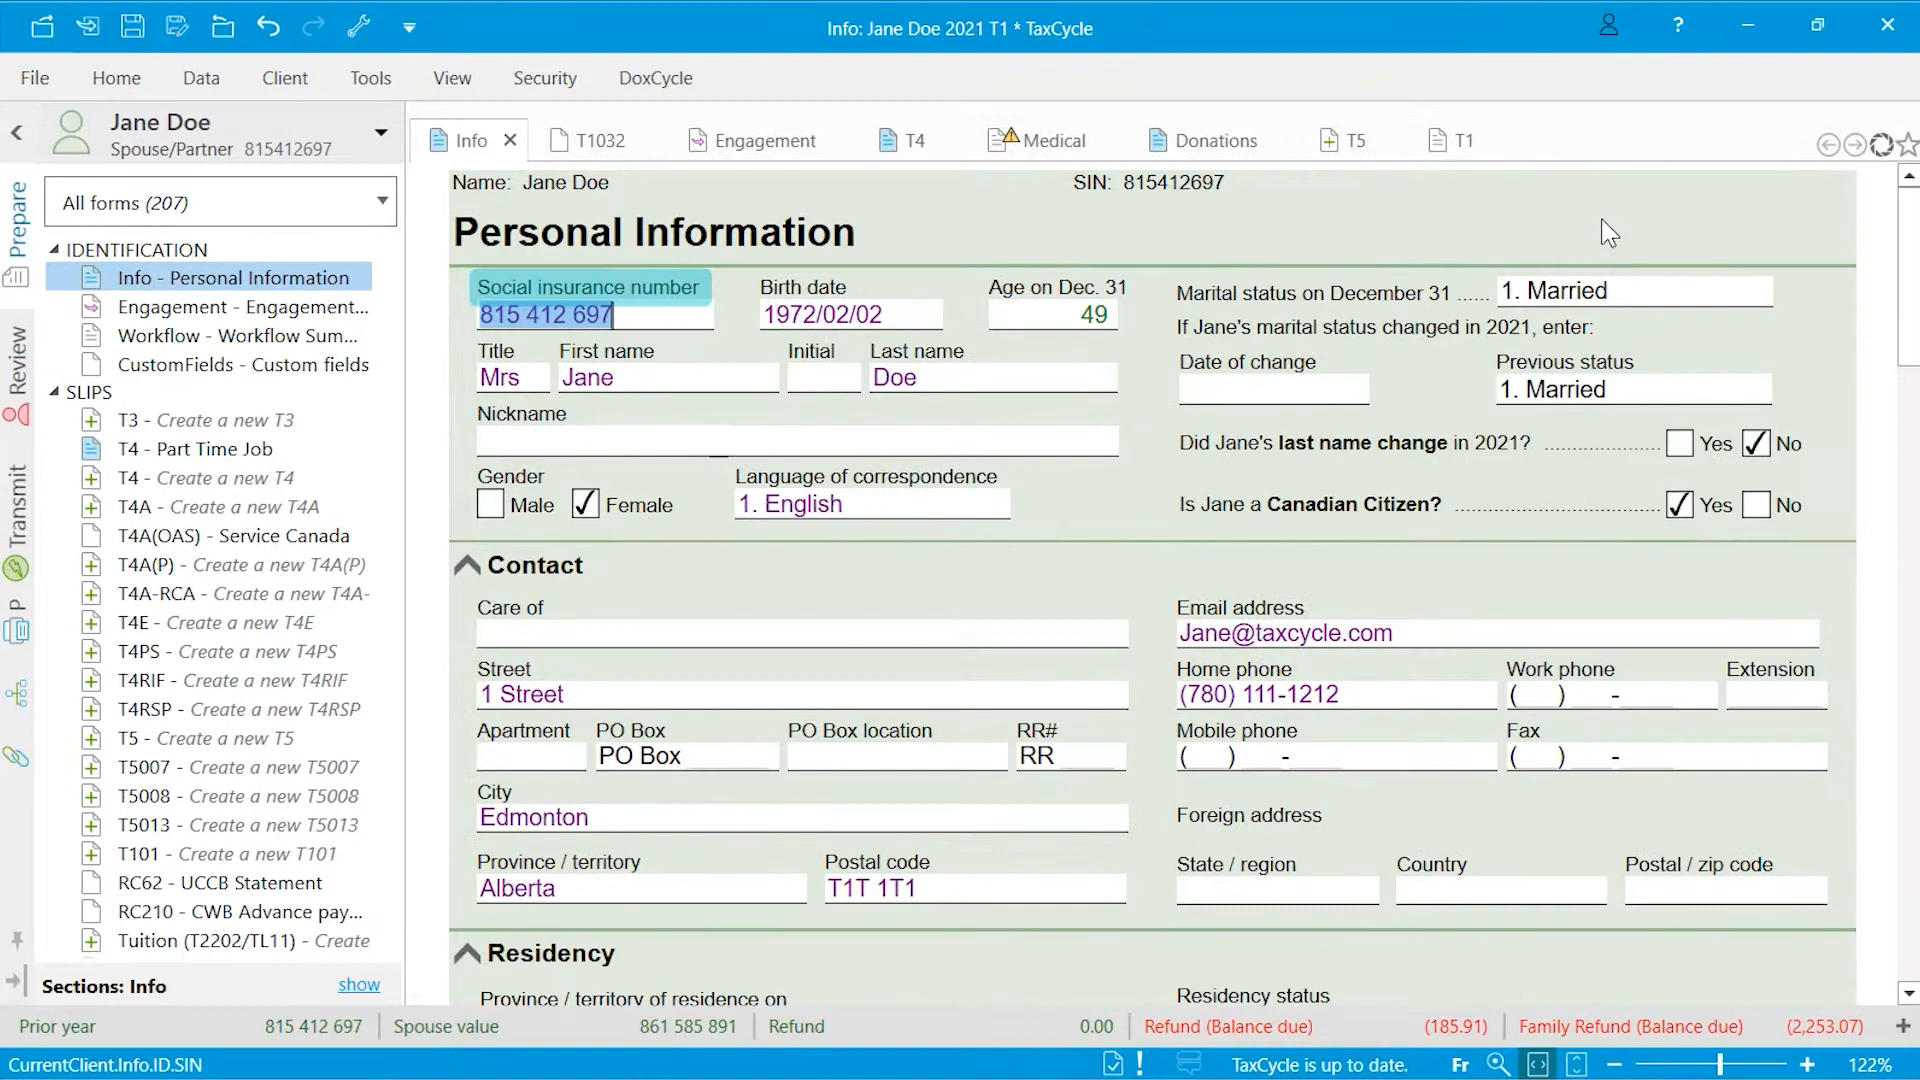 Info: Jane Doe 2021 T1 * TaxCycle
?
File Home Data Client Tools View Security DoxCycle
Jane Doe
Spouse/Partner 815412697
Info T1032 Engagement T4 Medical Donations T5 T1
Prepare
Review
Transmit
P
All forms (207)
IDENTIFICATION
Info - Personal Information
Engagement - Engagement...
Workflow - Workflow Sum...
CustomFields - Custom fields
SLIPS
T3 - Create a new T3
T4 - Part Time Job
T4 - Create a new T4
T4A - Create a new T4A
T4A(OAS) - Service Canada
T4A(P) - Create a new T4A(P)
T4A-RCA - Create a new T4A-
T4E - Create a new T4E
T4PS - Create a new T4PS
T4RIF - Create a new T4RIF
T4RSP - Create a new T4RSP
T5 - Create a new T5
T5007 - Create a new T5007
T5008 - Create a new T5008
T5013 - Create a new T5013
T101 - Create a new T101
RC62 - UCCB Statement
RC210 - CWB Advance pay...
Tuition (T2202/TL11) - Create
Sections: Info show
Name: Jane Doe SIN: 815412697
Personal Information
Social insurance number Birth date Age on Dec. 31
815 412 697 1972/02/02 49
Title First name Initial Last name
Mrs Jane Doe
Nickname
Gender Language of correspondence
Male Female 1. English
Marital status on December 31 ...... 1. Married
If Jane's marital status changed in 2021, enter:
Date of change Previous status
1. Married
Did Jane's last name change in 2021? Yes No
Is Jane a Canadian Citizen? Yes No
Contact
Care of
Street
1 Street
Apartment PO Box PO Box location RR#
PO Box RR
City
Edmonton
Province / territory Postal code
Alberta T1T 1T1
Email address
Jane@taxcycle.com
Home phone Work phone Extension
(780) 111-1212 ( ) -
Mobile phone Fax
( ) - ( ) -
Foreign address
State / region Country Postal / zip code
Residency
Province / territory of residence on Residency status
Prior year 815 412 697 Spouse value 861 585 891 Refund 0.00 Refund (Balance due) (185.91) Family Refund (Balance due) (2,253.07) +
CurrentClient.Info.ID.SIN TaxCycle is up to date. Fr 122%